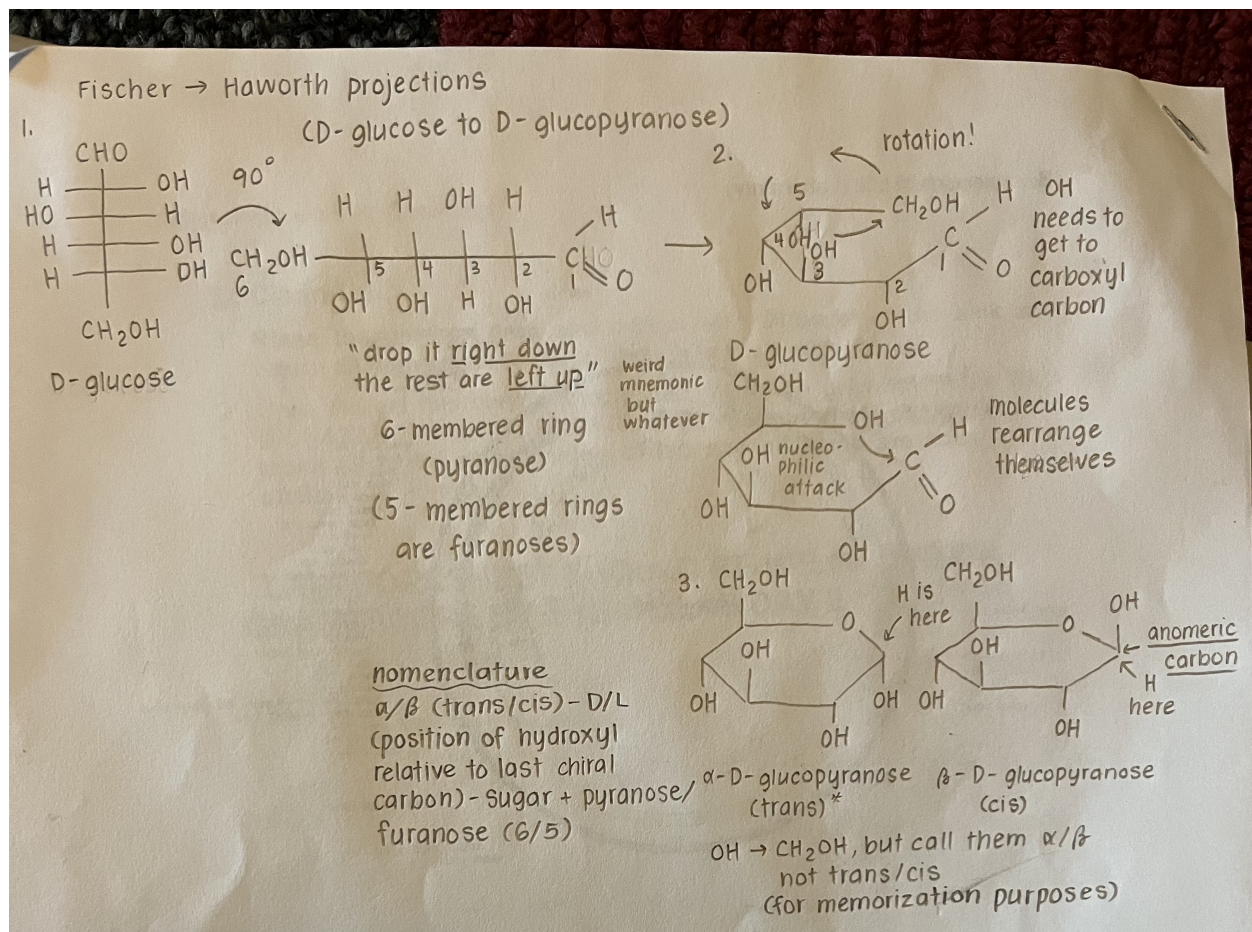 Fischer → Haworth projections
(D-glucose to D-glucopyranose)
1.
CHO
H OH
HO H
H OH
H OH
CH₂OH
D-glucose
90°
H H OH H
H
CH₂OH 5 4 3 2 C
6
O
OH OH H OH
"drop it right down
the rest are left up"
weird
mnemonic
but
whatever
6-membered ring
(pyranose)
(5-membered rings
are furanoses)
2.
rotation!
5 CH₂OH H
4 OH OH C
OH 3 2 O
OH
OH
needs to
get to
carboxyl
carbon
D-glucopyranose
CH₂OH
OH H
OH C
OH O
OH
nucleo-
philic
attack
molecules
rearrange
themselves
3. CH₂OH
O
OH
OH OH
OH
H is
here
CH₂OH
OH
O
OH
OH
OH
← anomeric
carbon
H
here
α-D-glucopyranose
(trans)*
β-D-glucopyranose
(cis)
OH → CH₂OH, but call them α/β
not trans/cis
(for memorization purposes)
nomenclature
α/β (trans/cis)-D/L
(position of hydroxyl
relative to last chiral
carbon)-sugar + pyranose/
furanose (6/5)